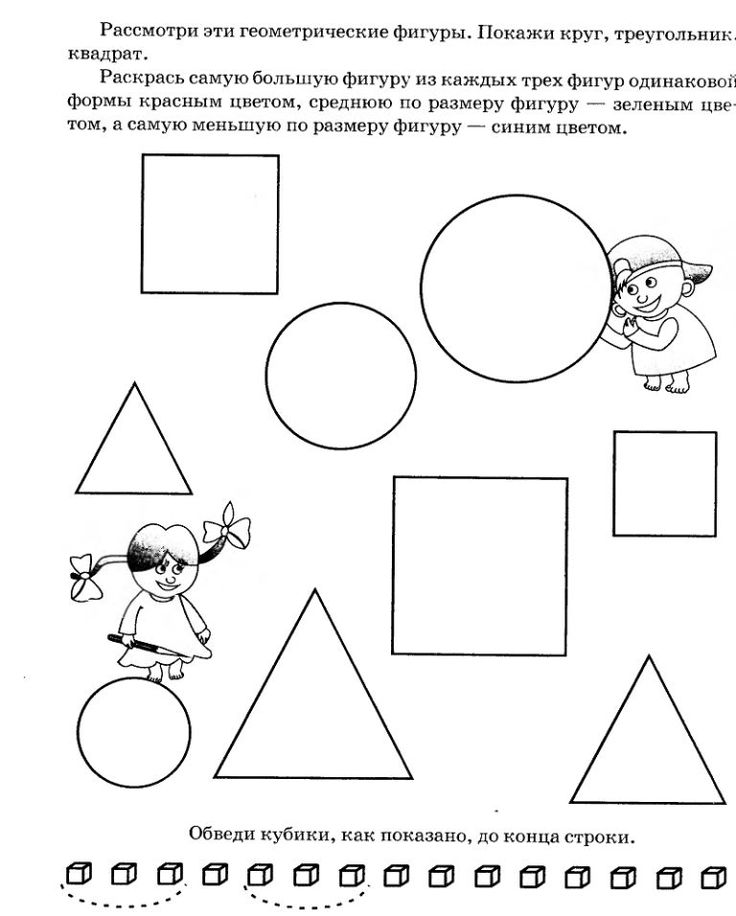 Рассмотри эти геометрические фигуры. Покажи круг, треугольник,
квадрат.
Раскрась самую большую фигуру из каждых трех фигур одинаковой
формы красным цветом, среднюю по размеру фигуру — зеленым цве-
том, а самую меньшую по размеру фигуру — синим цветом.
Обведи кубики, как показано, до конца строки.